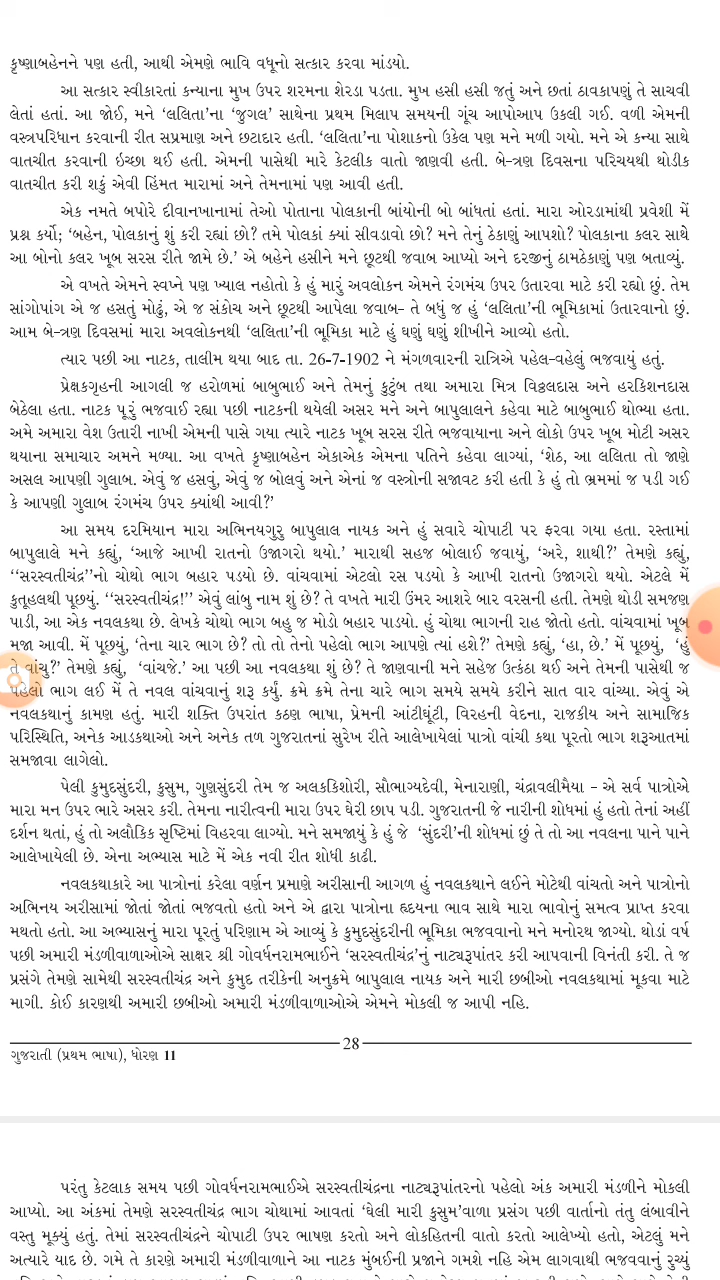 કૃષ્ણાબહેનને પણ હતી, આથી એમણે ભાવિ વધૂનો સત્કાર કરવા માંડયો.
આ સત્કાર સ્વીકારતાં કન્યાના મુખ ઉપર શરમના શેરડા પડતા. મુખ હસી હસી જતું અને છતાં ઠાવકાપણું તે સાચવી
લેતાં હતાં. આ જોઈ, મને ‘લલિતા’ના ‘જુગલ’ સાથેના પ્રથમ મિલાપ સમયની ગૂંચ આપોઆપ ઉકલી ગઈ. વળી એમની
વસ્ત્રપરિધાન કરવાની રીત સપ્રમાણ અને છટાદાર હતી. ‘લલિતા’ના પોશાકનો ઉકેલ પણ મને મળી ગયો. મને એ કન્યા સાથે
વાતચીત કરવાની ઇચ્છા થઈ હતી. એમની પાસેથી મારે કેટલીક વાતો જાણવી હતી. બે-ત્રણ દિવસના પરિચયથી થોડીક
વાતચીત કરી શકું એવી હિંમત મારામાં અને તેમનામાં પણ આવી હતી.
એક નમતે બપોરે દીવાનખાનામાં તેઓ પોતાના પોલકાની બાંયોની બો બાંધતાં હતાં. મારા ઓરડામાંથી પ્રવેશી મેં
પ્રશ્ન કર્યો; ‘બહેન, પોલકાનું શું કરી રહ્યાં છો? તમે પોલકાં ક્યાં સીવડાવો છો? મને તેનું ઠેકાણું આપશો? પોલકાના કલર સાથે
આ બોનો કલર ખૂબ સરસ રીતે જામે છે.’ એ બહેને હસીને મને છૂટથી જવાબ આપ્યો અને દરજીનું ઠામઠેકાણું પણ બતાવ્યું.
એ વખતે એમને સ્વપ્ને પણ ખ્યાલ નહોતો કે હું મારું અવલોકન એમને રંગમંચ ઉપર ઉતારવા માટે કરી રહ્યો છું. તેમ
સાંગોપાંગ એ જ હસતું મોઢું, એ જ સંકોચ અને છૂટથી આપેલા જવાબ- તે બધું જ હું ‘લલિતા’ની ભૂમિકામાં ઉતારવાનો છું.
આમ બે-ત્રણ દિવસમાં મારા અવલોકનથી ‘લલિતા’ની ભૂમિકા માટે હું ઘણું ઘણું શીખીને આવ્યો હતો.
ત્યાર પછી આ નાટક, તાલીમ થયા બાદ તા. 26-7-1902 ને મંગળવારની રાત્રિએ પહેલ-વહેલું ભજવાયું હતું.
પ્રેક્ષકગૃહની આગલી જ હરોળમાં બાબુભાઈ અને તેમનું કુટુંબ તથા અમારા મિત્ર વિઠ્ઠલદાસ અને હરકિશનદાસ
બેઠેલા હતા. નાટક પૂરું ભજવાઈ રહ્યા પછી નાટકની થયેલી અસર મને અને બાપુલાલને કહેવા માટે બાબુભાઈ થોભ્યા હતા.
અમે અમારા વેશ ઉતારી નાખી એમની પાસે ગયા ત્યારે નાટક ખૂબ સરસ રીતે ભજવાયાના અને લોકો ઉપર ખૂબ મોટી અસર
થયાના સમાચાર અમને મળ્યા. આ વખતે કૃષ્ણાબહેન એકાએક એમના પતિને કહેવા લાગ્યાં, ‘શેઠ, આ લલિતા તો જાણે
અસલ આપણી ગુલાબ. એવું જ હસવું, એવું જ બોલવું અને એનાં જ વસ્ત્રોની સજાવટ કરી હતી કે હું તો ભ્રમમાં જ પડી ગઈ
કે આપણી ગુલાબ રંગમંચ ઉપર ક્યાંથી આવી?’
આ સમય દરમિયાન મારા અભિનયગુરુ બાપુલાલ નાયક અને હું સવારે ચોપાટી પર ફરવા ગયા હતા. રસ્તામાં
બાપુલાલે મને કહ્યું, ‘આજે આખી રાતનો ઉજાગરો થયો.’ મારાથી સહજ બોલાઈ જવાયું, ‘અરે, શાથી?’ તેમણે કહ્યું,
‘‘સરસ્વતીચંદ્ર’’નો ચોથો ભાગ બહાર પડયો છે. વાંચવામાં એટલો રસ પડયો કે આખી રાતનો ઉજાગરો થયો. એટલે મેં
કુતૂહલથી પૂછયું. ‘‘સરસ્વતીચંદ્ર!’’ એવું લાંબુ નામ શું છે? તે વખતે મારી ઉંમર આશરે બાર વરસની હતી. તેમણે થોડી સમજણ
પાડી, આ એક નવલકથા છે. લેખકે ચોથો ભાગ બહુ જ મોડો બહાર પાડયો. હું ચોથા ભાગની રાહ જોતો હતો. વાંચવામાં ખૂબ
મજા આવી. મેં પૂછયું, ‘તેના ચાર ભાગ છે? તો તો તેનો પહેલો ભાગ આપણે ત્યાં હશે?’ તેમણે કહ્યું, ‘હા, છે.’ મેં પૂછયું, ‘હું
તે વાંચુ?’ તેમણે કહ્યું, ‘વાંચજે.’ આ પછી આ નવલકથા શું છે? તે જાણવાની મને સહેજ ઉત્કંઠા થઈ અને તેમની પાસેથી જ
પહેલો ભાગ લઈ મેં તે નવલ વાંચવાનું શરૂ કર્યું. ક્રમે ક્રમે તેના ચારે ભાગ સમયે સમયે કરીને સાત વાર વાંચ્યા. એવું એ
નવલકથાનું કામણ હતું. મારી શક્તિ ઉપરાંત કઠણ ભાષા, પ્રેમની આંટીઘૂંટી, વિરહની વેદના, રાજકીય અને સામાજિક
પરિસ્થિતિ, અનેક આડકથાઓ અને અનેક તળ ગુજરાતનાં સુરેખ રીતે આલેખાયેલાં પાત્રો વાંચી કથા પૂરતો ભાગ શરૂઆતમાં
સમજાવા લાગેલો.
પેલી કુમુદસુંદરી, કુસુમ, ગુણસુંદરી તેમ જ અલકકિશોરી, સૌભાગ્યદેવી, મેનારાણી, ચંદ્રાવલીમૈયા - એ સર્વ પાત્રોએ
મારા મન ઉપર ભારે અસર કરી. તેમના નારીત્વની મારા ઉપર ઘેરી છાપ પડી. ગુજરાતની જે નારીની શોધમાં હું હતો તેનાં અહીં
દર્શન થતાં, હું તો અલૌકિક સૃષ્ટિમાં વિહરવા લાગ્યો. મને સમજાયું કે હું જે ‘સુંદરી’ની શોધમાં છું તે તો આ નવલના પાને પાને
આલેખાયેલી છે. એના અભ્યાસ માટે મેં એક નવી રીત શોધી કાઢી.
નવલકથાકારે આ પાત્રોનાં કરેલા વર્ણન પ્રમાણે અરીસાની આગળ હું નવલકથાને લઈને મોટેથી વાંચતો અને પાત્રોનો
અભિનય અરીસામાં જોતાં જોતાં ભજવતો હતો અને એ દ્વારા પાત્રોના હૃદયના ભાવ સાથે મારા ભાવોનું સમત્વ પ્રાપ્ત કરવા
મથતો હતો. આ અભ્યાસનું મારા પૂરતું પરિણામ એ આવ્યું કે કુમુદસુંદરીની ભૂમિકા ભજવવાનો મને મનોરથ જાગ્યો. થોડાં વર્ષ
પછી અમારી મંડળીવાળાઓએ સાક્ષર શ્રી ગોવર્ધનરામભાઈને ‘સરસ્વતીચંદ્ર’નું નાટ્યરૂપાંતર કરી આપવાની વિનંતી કરી. તે જ
પ્રસંગે તેમણે સામેથી સરસ્વતીચંદ્ર અને કુમુદ તરીકેની અનુક્રમે બાપુલાલ નાયક અને મારી છબીઓ નવલકથામાં મૂકવા માટે
માગી. કોઈ કારણથી અમારી છબીઓ અમારી મંડળીવાળાઓએ એમને મોકલી જ આપી નહિ.
28
ગુજરાતી (પ્રથમ ભાષા), ધોરણ 11
પરંતુ કેટલાક સમય પછી ગોવર્ધનરામભાઈએ સરસ્વતીચંદ્રના નાટ્યરૂપાંતરનો પહેલો અંક અમારી મંડળીને મોકલી
આપ્યો. આ અંકમાં તેમણે સરસ્વતીચંદ્ર ભાગ ચોથામાં આવતાં ‘ઘેલી મારી કુસુમ’વાળા પ્રસંગ પછી વાર્તાનો તંતુ લંબાવીને
વસ્તુ મૂક્યું હતું. તેમાં સરસ્વતીચંદ્રને ચોપાટી ઉપર ભાષણ કરતો અને લોકહિતની વાતો કરતો આલેખ્યો હતો, એટલું મને
અત્યારે યાદ છે. ગમે તે કારણે અમારી મંડળીવાળાને આ નાટક મુંબઈની પ્રજાને ગમશે નહિ એમ લાગવાથી ભજવવાનું રુચ્યું